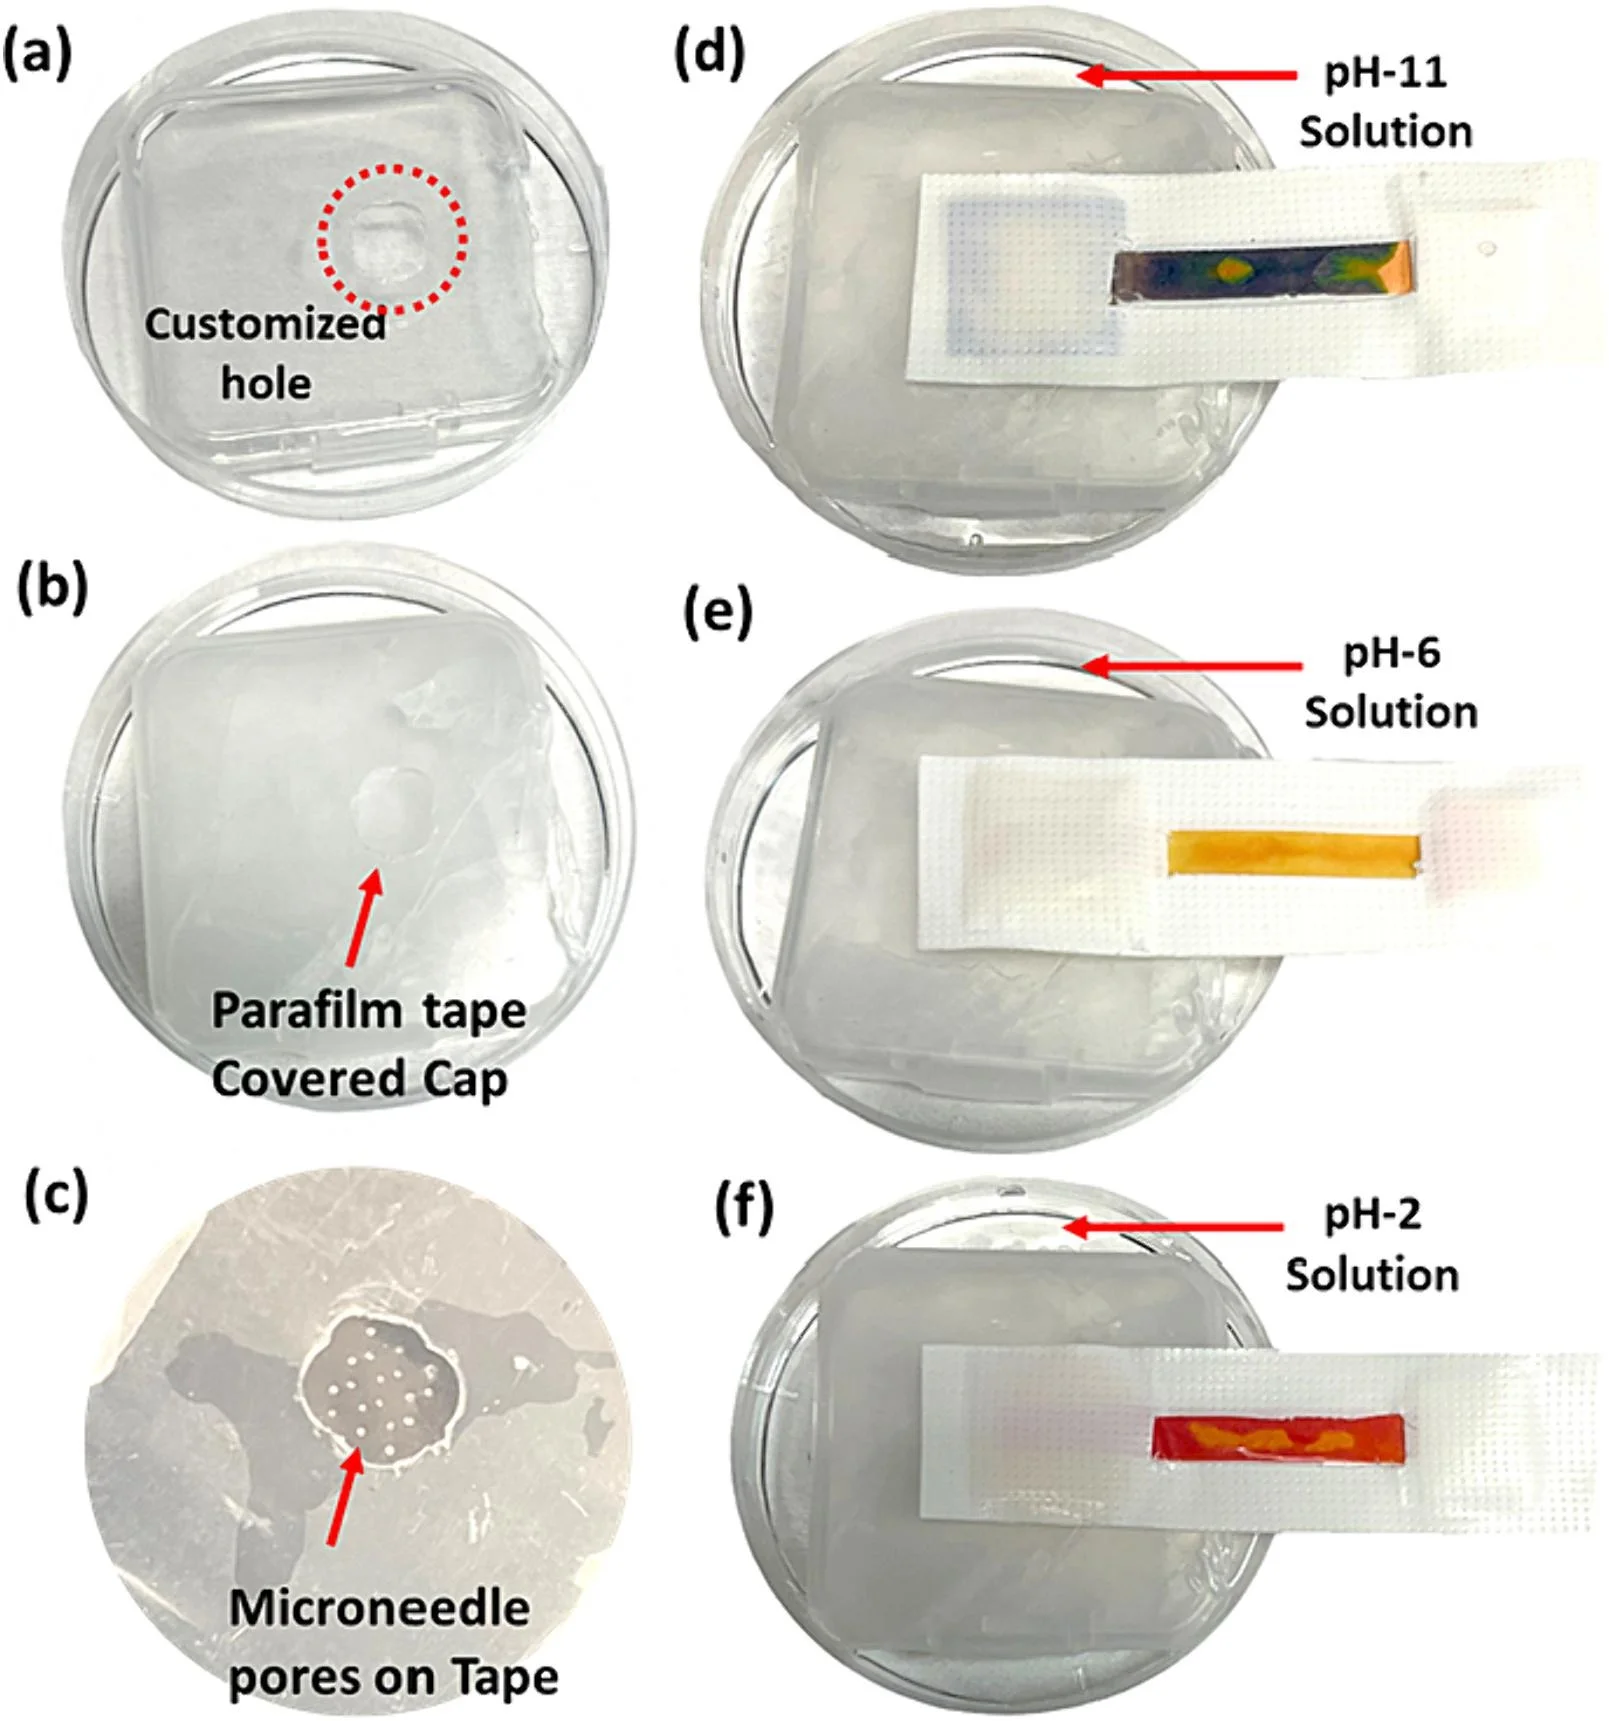 (a)
Customized
hole
(b)
Parafilm tape
Covered Cap
(c)
Microneedle
pores on Tape
(d)
pH-11
Solution
(e)
pH-6
Solution
(f)
pH-2
Solution